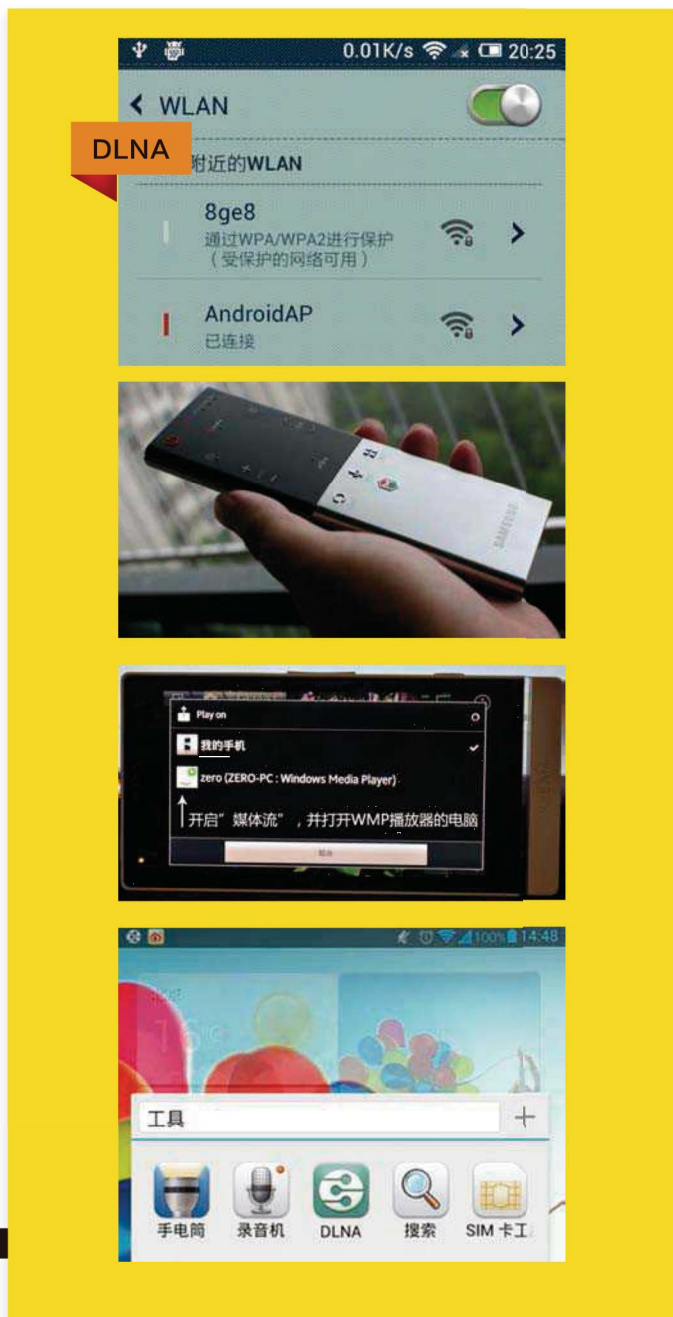 0.01K/s 20:25
WLAN
DLNA
附近的WLAN
8ge8
通过WPA/WPA2进行保护
（受保护的网络可用）
AndroidAP
已连接
SAMSUNG
Play on
我的手机
zero (ZERO-PC : Windows Media Player)
开启”媒体流”，并打开WMP播放器的电脑
100% 14:48
16°
工具
手电筒
录音机
DLNA
搜索
SIM 卡工